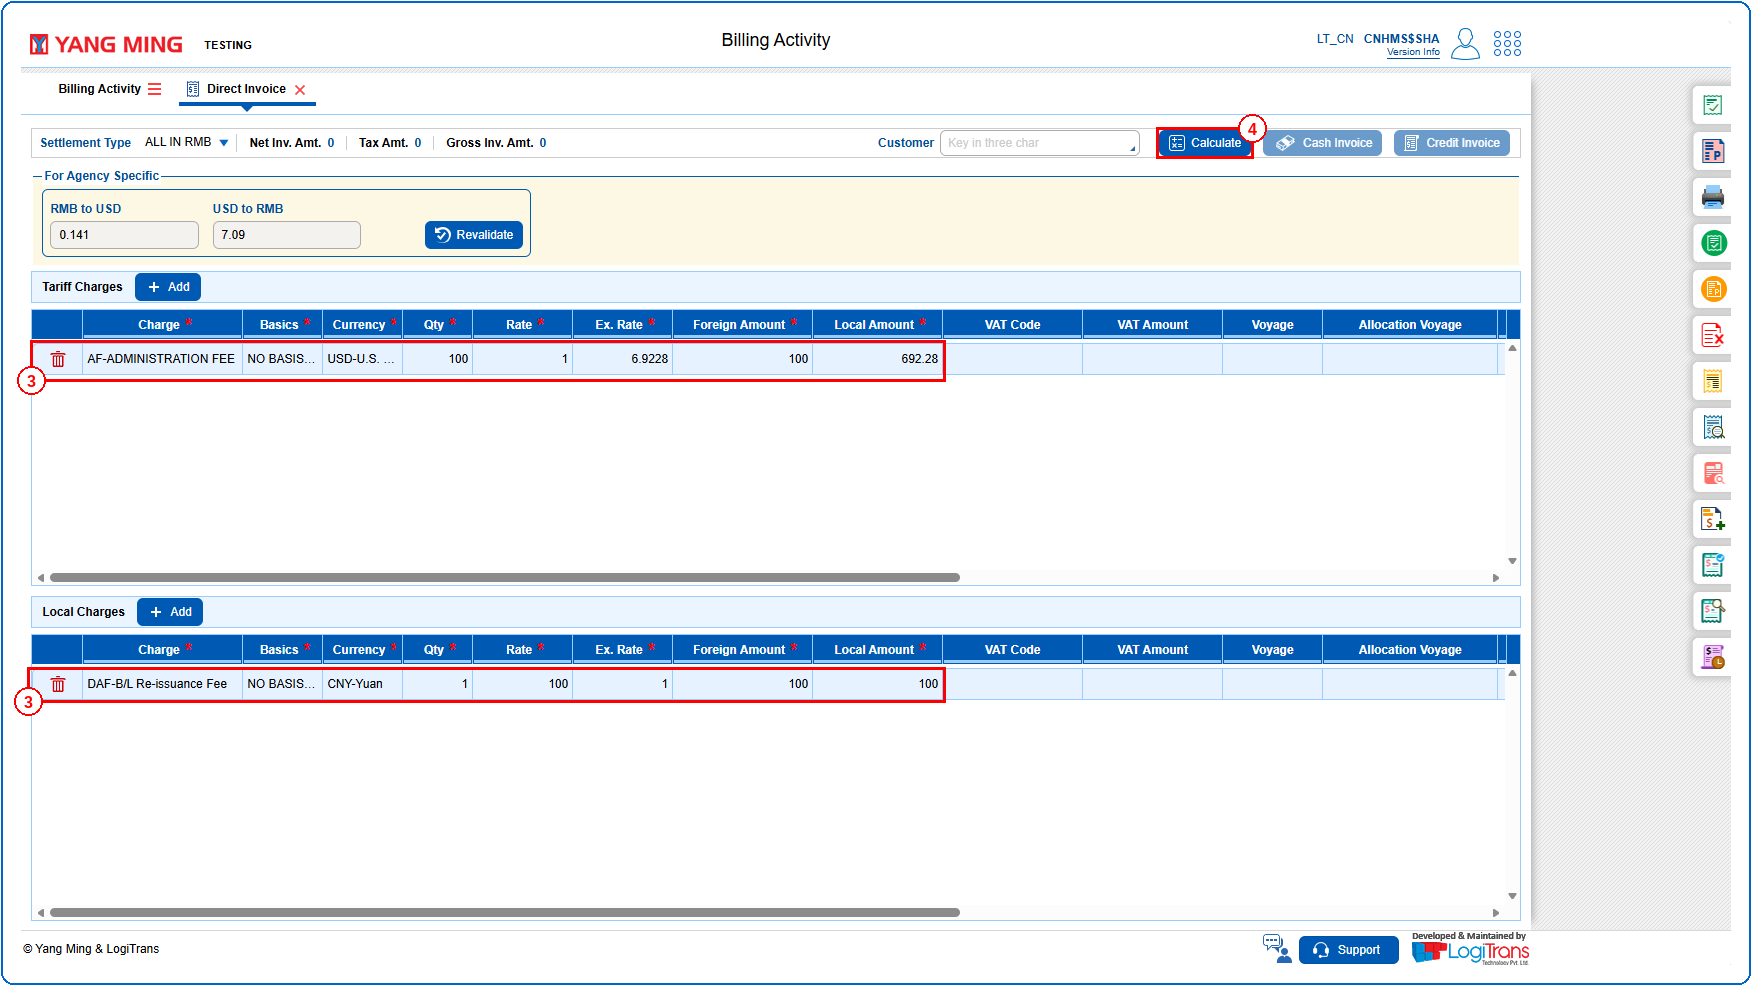 YANG MING TESTING
Billing Activity
LT_CN CNHMS$SHA
Version Info
Billing Activity Direct Invoice
Settlement Type ALL IN RMB Net Inv. Amt. 0 Tax Amt. 0 Gross Inv. Amt. 0 Customer Key in three char Calculate 4 Cash Invoice Credit Invoice
For Agency Specific
RMB to USD USD to RMB
0.141 7.09 Revalidate
Tariff Charges + Add
Charge * Basics * Currency * Qty * Rate * Ex. Rate * Foreign Amount * Local Amount * VAT Code VAT Amount Voyage Allocation Voyage
AF-ADMINISTRATION FEE NO BASIS... USD-U.S. ... 100 1 6.9228 100 692.28
3
Local Charges + Add
Charge * Basics * Currency * Qty * Rate * Ex. Rate * Foreign Amount * Local Amount * VAT Code VAT Amount Voyage Allocation Voyage
DAF-B/L Re-issuance Fee NO BASIS... CNY-Yuan 1 100 1 100 100
3
© Yang Ming & LogiTrans
Support
Developed & Maintained by
LogiTrans
Technology Pvt. Ltd.